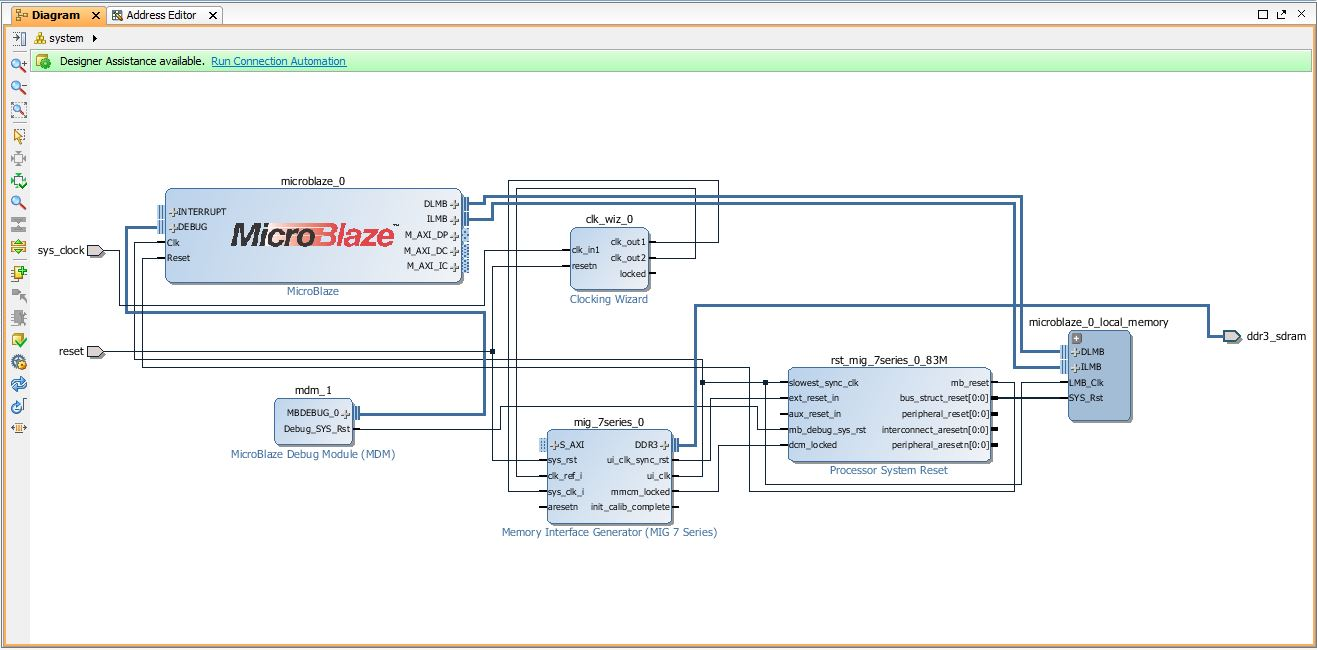 Diagram
Address Editor
system
Designer Assistance available. Run Connection Automation
microblaze_0
INTERRUPT
DEBUG
Clk
Reset
MicroBlaze™
DLMB
ILMB
M_AXI_DP
M_AXI_DC
M_AXI_IC
MicroBlaze
sys_clock
reset
clk_wiz_0
clk_in1
resetn
clk_out1
clk_out2
locked
Clocking Wizard
mdm_1
MBDEBUG_0
Debug_SYS_Rst
MicroBlaze Debug Module (MDM)
mig_7series_0
S_AXI
sys_rst
clk_ref_i
sys_clk_i
aresetn
DDR3
ui_clk_sync_rst
ui_clk
mmcm_locked
init_calib_complete
Memory Interface Generator (MIG 7 Series)
rst_mig_7series_0_83M
slowest_sync_clk
ext_reset_in
aux_reset_in
mb_debug_sys_rst
dcm_locked
mb_reset
bus_struct_reset[0:0]
peripheral_reset[0:0]
interconnect_aresetn[0:0]
peripheral_aresetn[0:0]
Processor System Reset
microblaze_0_local_memory
DLMB
ILMB
LMB_Clk
SYS_Rst
ddr3_sdram